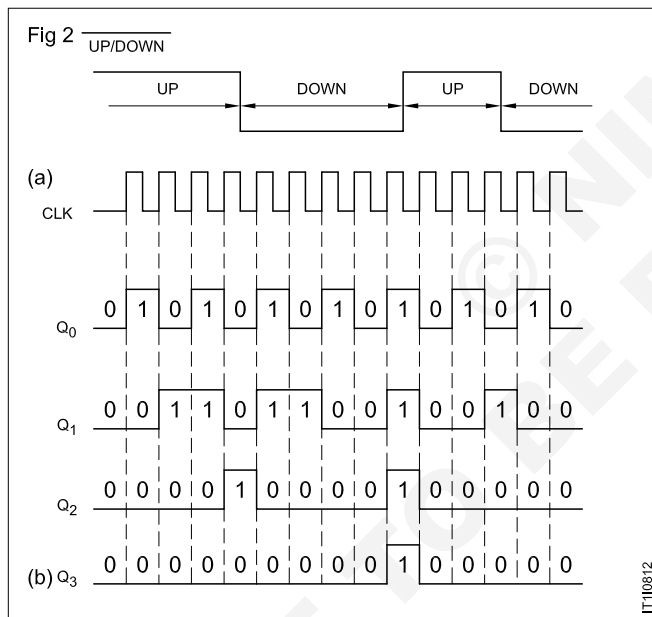 Fig 2
UP/DOWN
UP DOWN UP DOWN
(a)
CLK
0 1 0 1 0 1 0 1 0 1 0 1 0 1 0
Q0
0 0 1 1 0 1 1 0 0 1 0 0 1 0 0
Q1
0 0 0 0 1 0 0 0 0 1 0 0 0 0 0
Q2
0 0 0 0 0 0 0 0 0 1 0 0 0 0 0
(b) Q3
IT1I0812